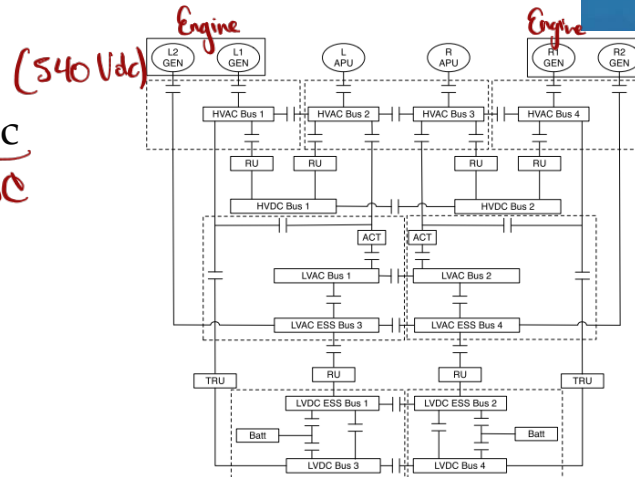 Engine
Engine
L2 GEN
L1 GEN
L APU
R APU
R1 GEN
R2 GEN
(540 Vdc)
HVAC Bus 1
HVAC Bus 2
HVAC Bus 3
HVAC Bus 4
RU
RU
RU
RU
HVDC Bus 1
HVDC Bus 2
ACT
ACT
LVAC Bus 1
LVAC Bus 2
LVAC ESS Bus 3
LVAC ESS Bus 4
TRU
RU
RU
TRU
LVDC ESS Bus 1
LVDC ESS Bus 2
Batt
Batt
LVDC Bus 3
LVDC Bus 4